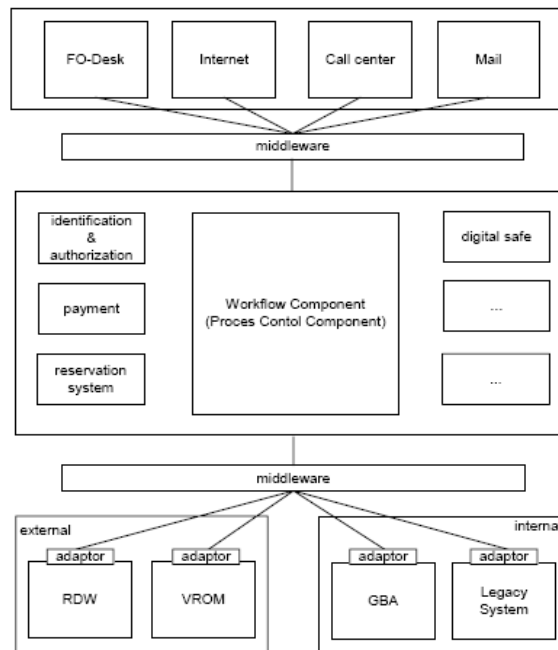 FO-Desk
Internet
Call center
Mail
middleware
identification
&
authorization
payment
reservation
system
Workflow Component
(Proces Contol Component)
digital safe
...
...
middleware
external
internal
adaptor
adaptor
adaptor
adaptor
RDW
VROM
GBA
Legacy
System